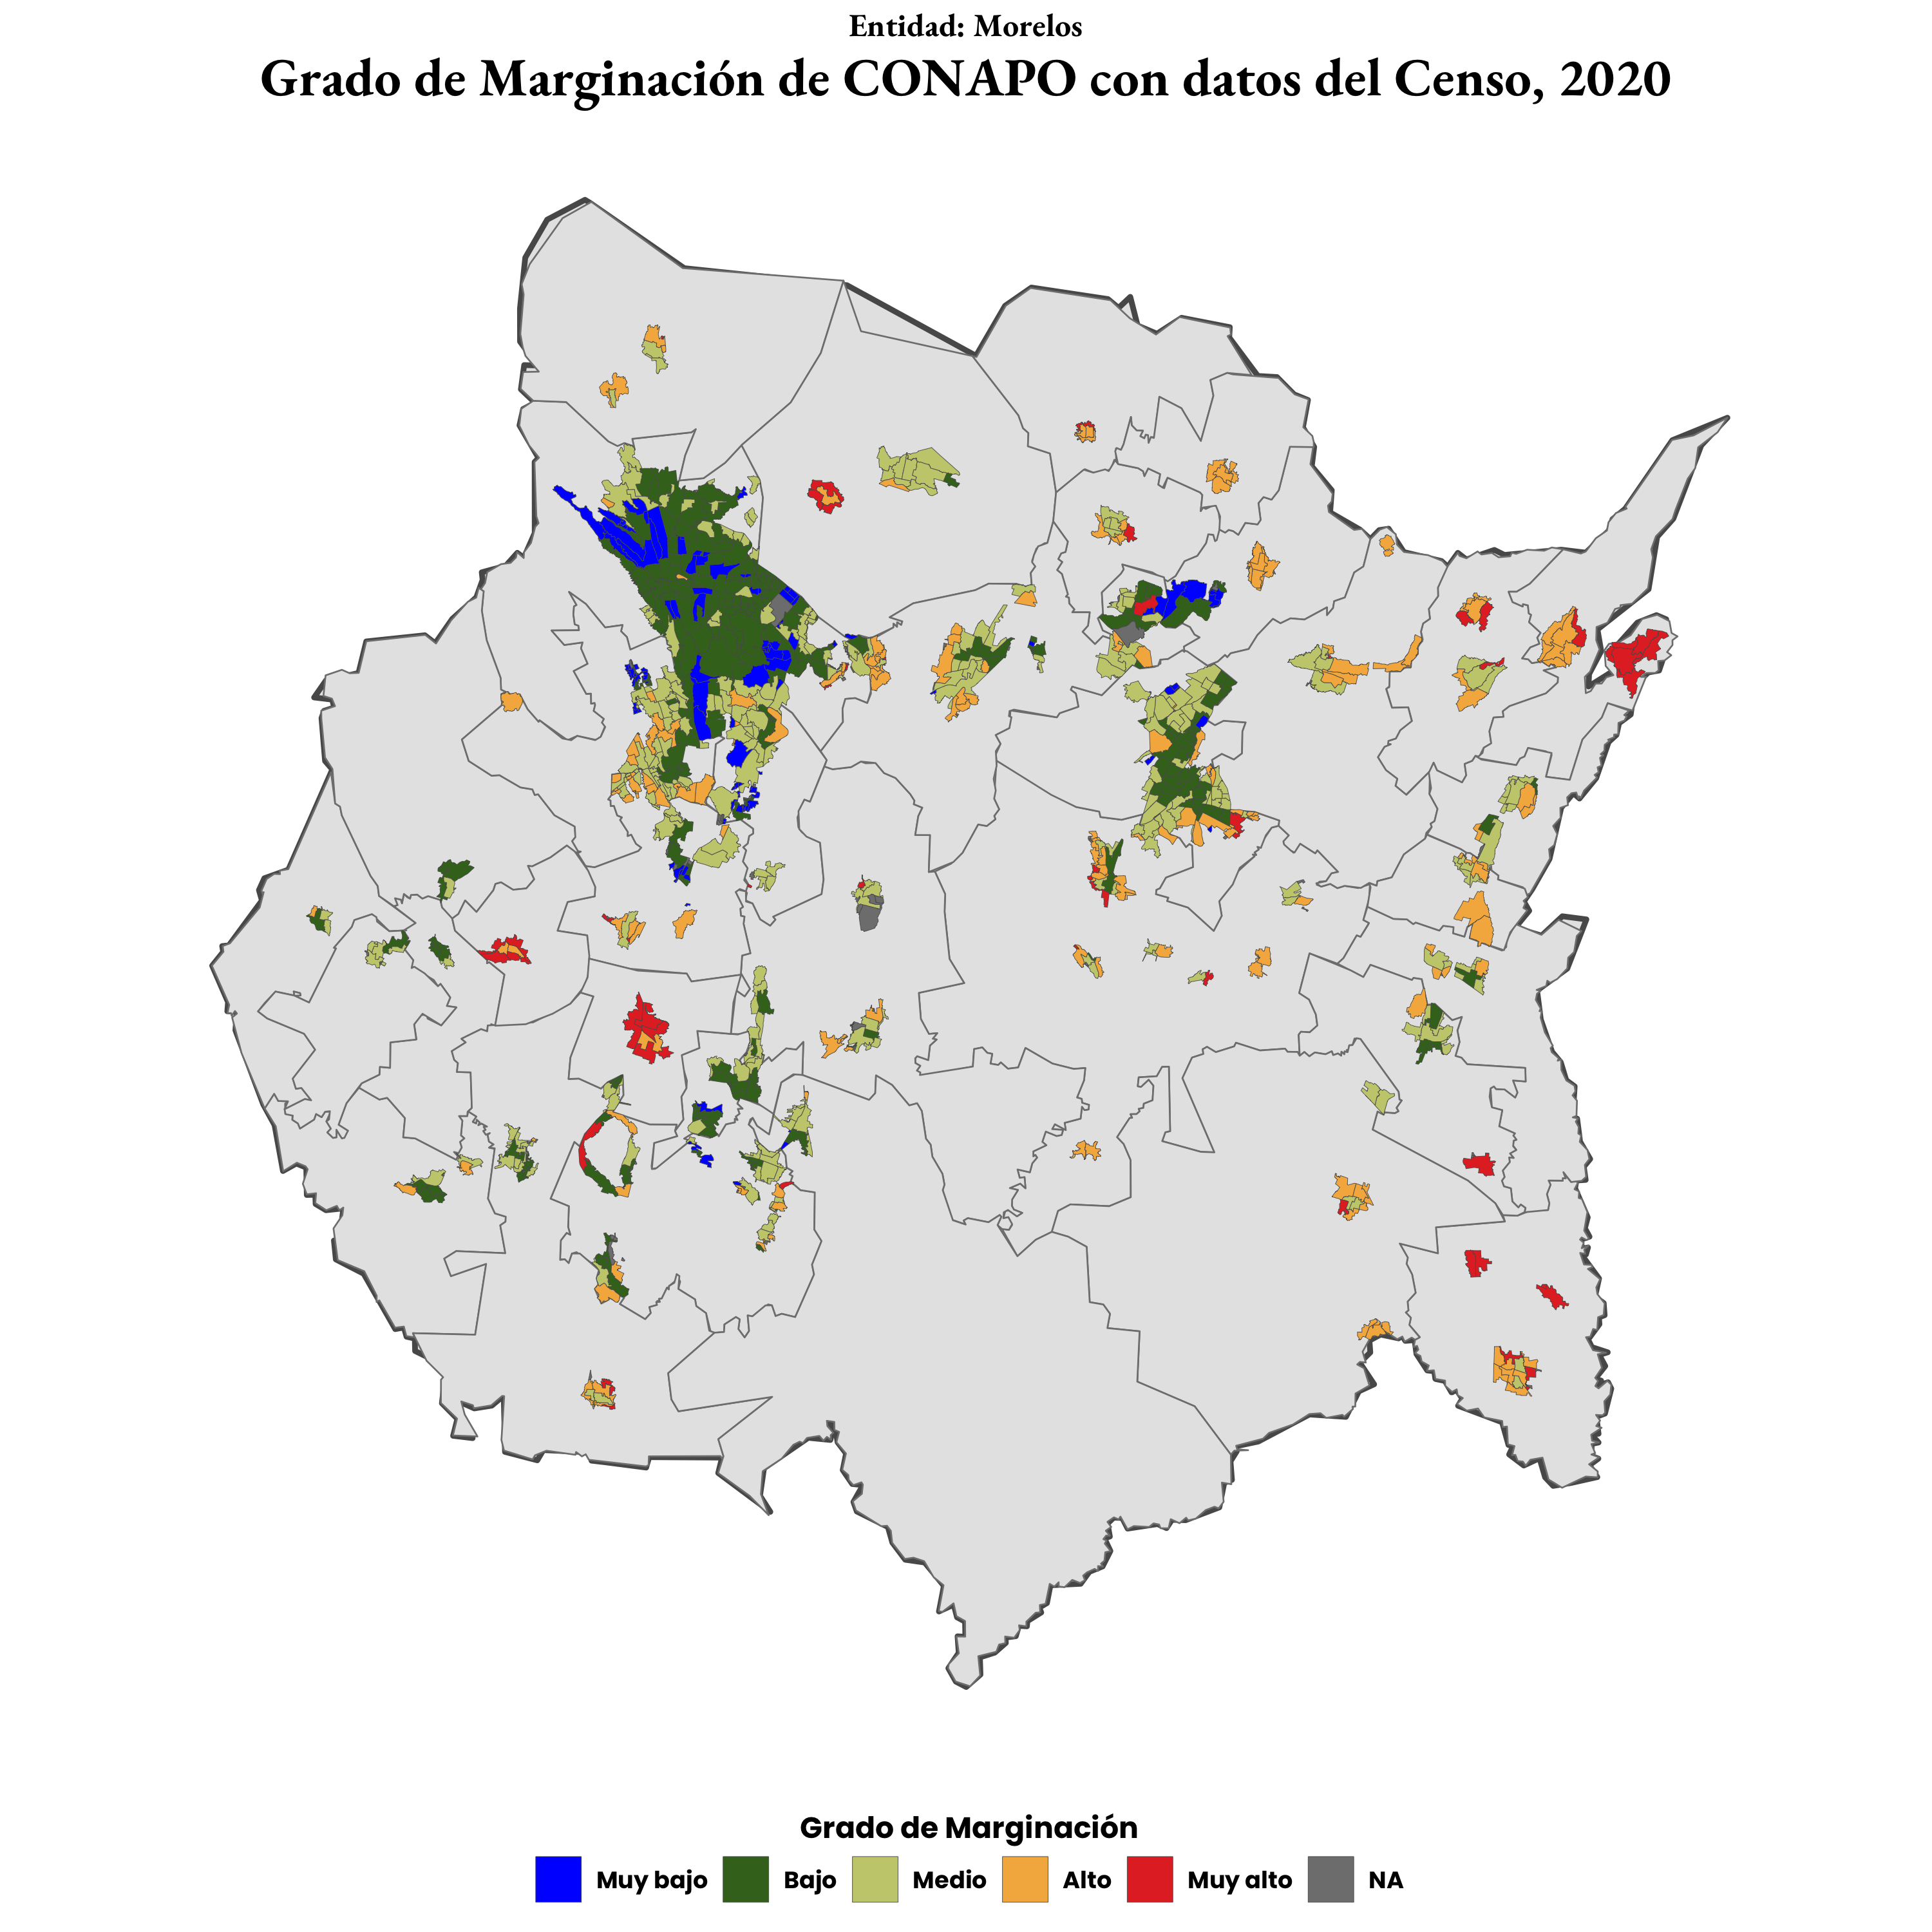 Entidad: Morelos
Grado de Marginación de CONAPO con datos del Censo, 2020
Grado de Marginación
Muy bajo Bajo Medio Alto Muy alto NA